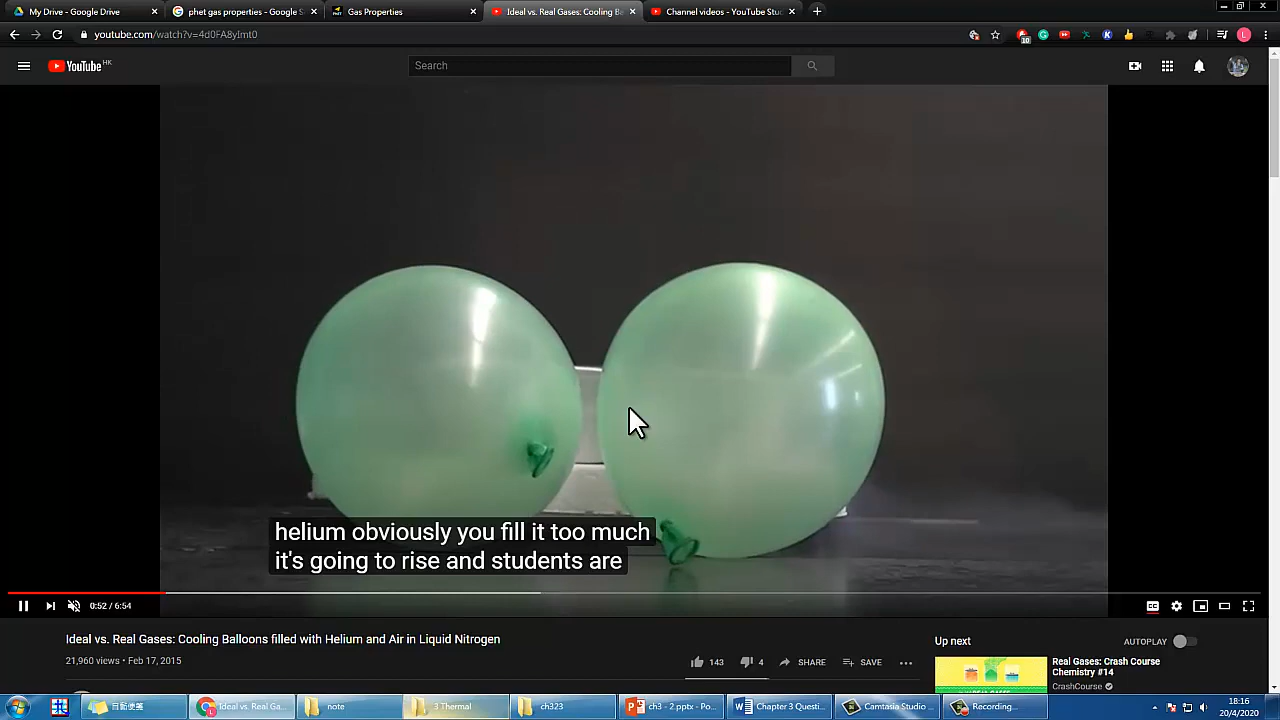 My Drive - Google Drive
phet gas properties - Google S
Gas Properties
Ideal vs. Real Gases: Cooling Ba
Channel videos - YouTube Stu
youtube.com/watch?v=4d0FA8yImt0
10
L
YouTube HK
Search
helium obviously you fill it too much
it's going to rise and students are
0:52 / 6:54
Ideal vs. Real Gases: Cooling Balloons filled with Helium and Air in Liquid Nitrogen
21,960 views • Feb 17, 2015
143
4
SHARE
SAVE
Up next
AUTOPLAY
Real Gases: Crash Course
Chemistry #14
CrashCourse
Ideal vs. Real Ga...
note
3 Thermal
ch323
ch3 - 2.pptx - Po...
Chapter 3 Questi...
Camtasia Studio ...
Recording...
18:16
20/4/2020